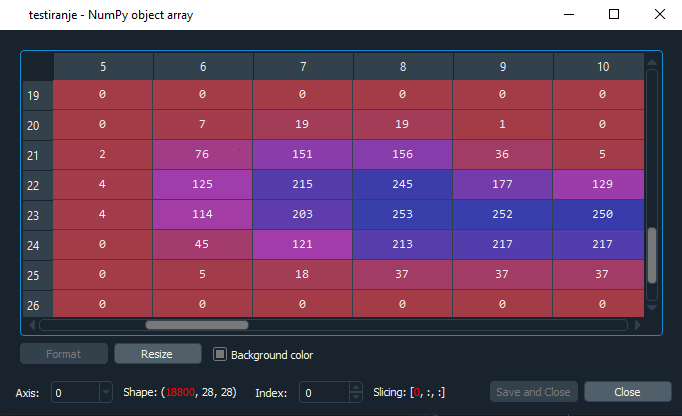 testiranje - NumPy object array
5 6 7 8 9 10
19 0 0 0 0 0 0
20 0 7 19 19 1 0
21 2 76 151 156 36 5
22 4 125 215 245 177 129
23 4 114 203 253 252 250
24 0 45 121 213 217 217
25 0 5 18 37 37 37
26 0 0 0 0 0 0
Format Resize Background color
Axis: 0 Shape: (18800, 28, 28) Index: 0 Slicing: [0, :, :] Save and Close Close